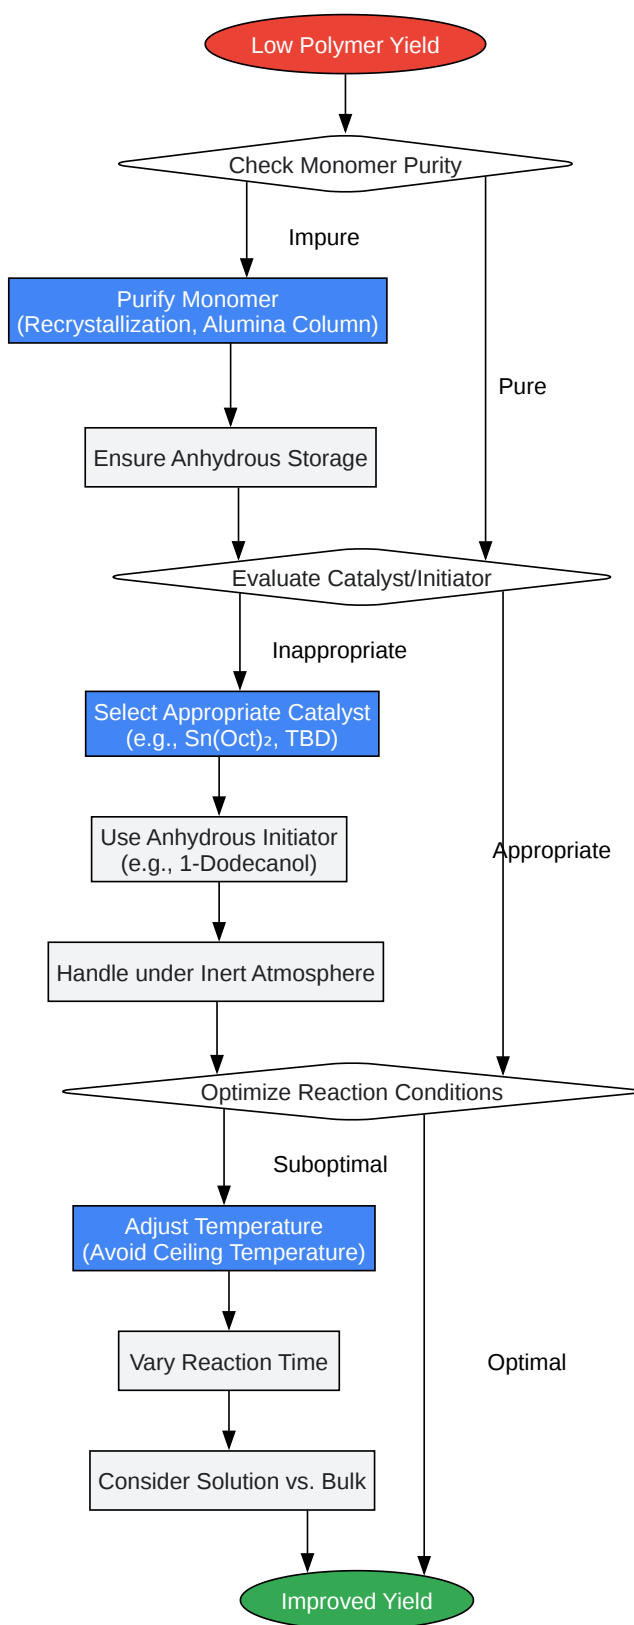 Low Polymer Yield
Check Monomer Purity
Impure
Purify Monomer
(Recrystallization, Alumina Column)
Pure
Ensure Anhydrous Storage
Evaluate Catalyst/Initiator
Inappropriate
Select Appropriate Catalyst
(e.g., Sn(Oct)₂, TBD)
Use Anhydrous Initiator
(e.g., 1-Dodecanol)
Appropriate
Handle under Inert Atmosphere
Optimize Reaction Conditions
Suboptimal
Adjust Temperature
(Avoid Ceiling Temperature)
Vary Reaction Time
Optimal
Consider Solution vs. Bulk
Improved Yield